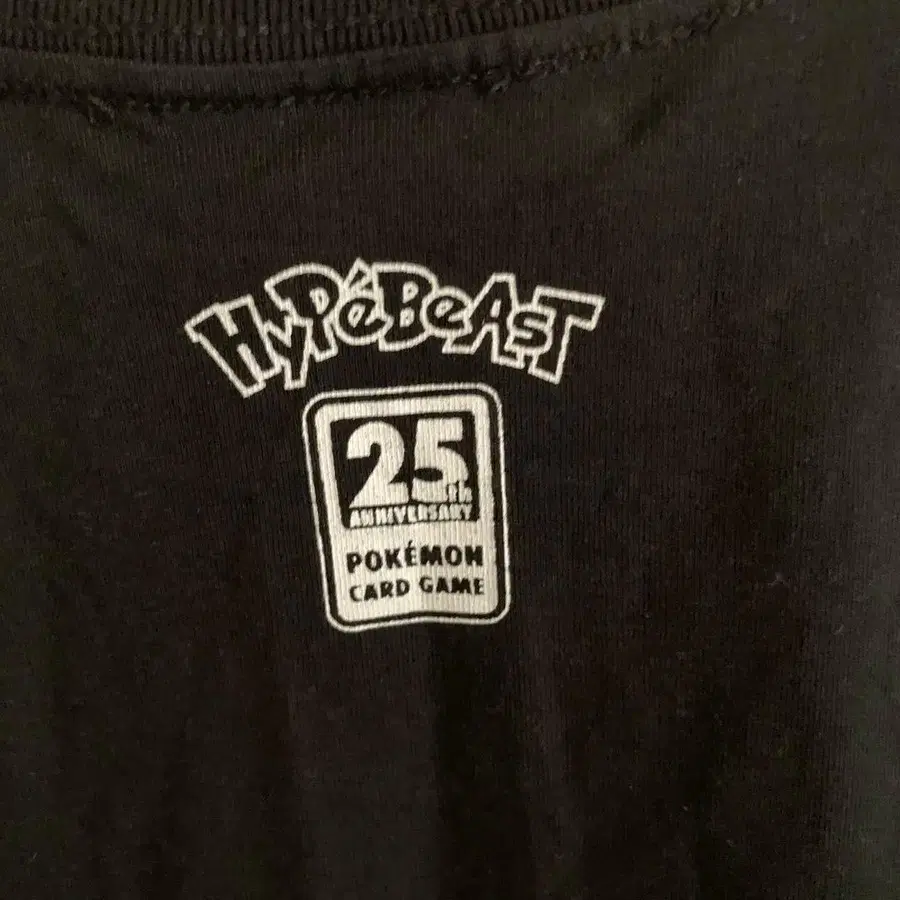 HyPéBeAsT
25th
ANNIVERSARY
POKÉMON
CARD GAME